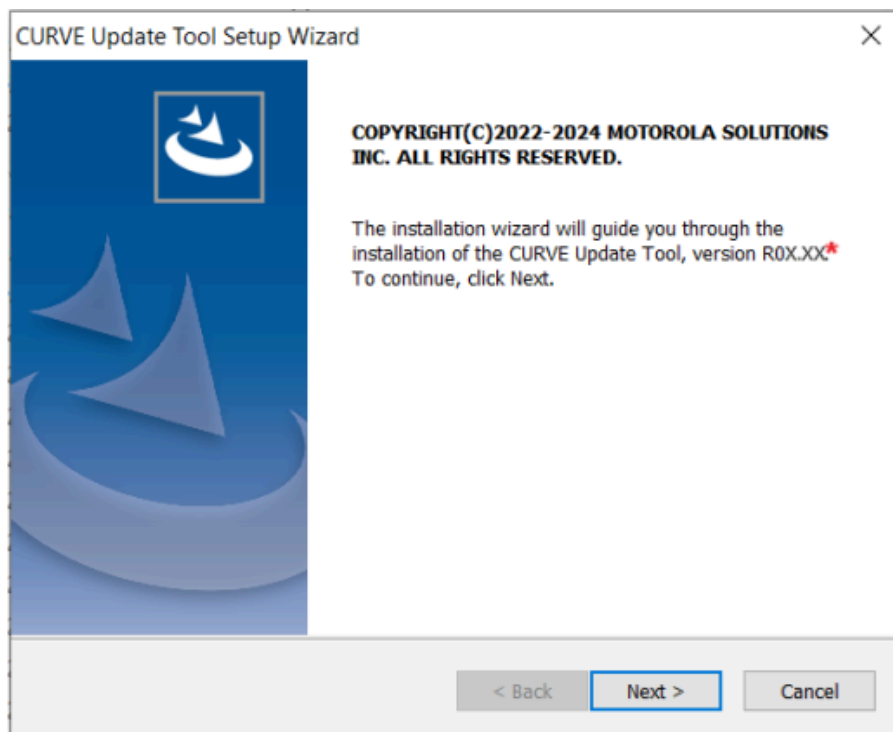 CURVE Update Tool Setup Wizard
COPYRIGHT(C)2022-2024 MOTOROLA SOLUTIONS
INC. ALL RIGHTS RESERVED.
The installation wizard will guide you through the
installation of the CURVE Update Tool, version R0X.XX*
To continue, click Next.
< Back
Next >
Cancel